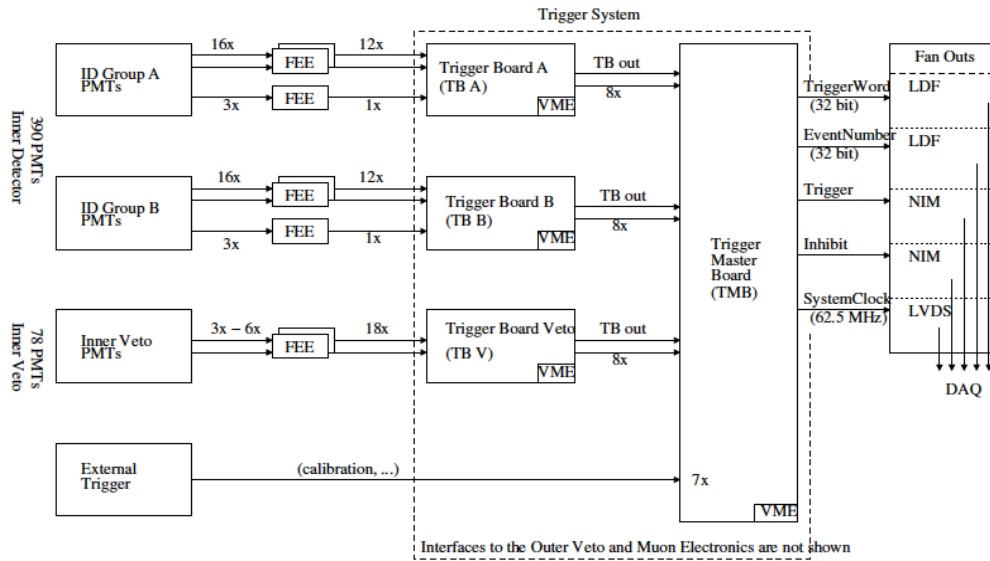 Trigger System
16x
12x
FEE
3x
FEE
1x
ID Group A
PMTs
Trigger Board A
(TB A)
VME
TB out
8x
390 PMTs
Inner Detector
16x
12x
FEE
3x
FEE
1x
ID Group B
PMTs
Trigger Board B
(TB B)
VME
TB out
8x
78 PMTs
Inner Veto
Inner Veto
PMTs
3x − 6x
FEE
18x
Trigger Board Veto
(TB V)
VME
TB out
8x
External
Trigger
(calibration, ...)
7x
Trigger
Master
Board
(TMB)
VME
TriggerWord
(32 bit)
EventNumber
(32 bit)
Trigger
Inhibit
SystemClock
(62.5 MHz)
Fan Outs
LDF
LDF
NIM
NIM
LVDS
DAQ
Interfaces to the Outer Veto and Muon Electronics are not shown